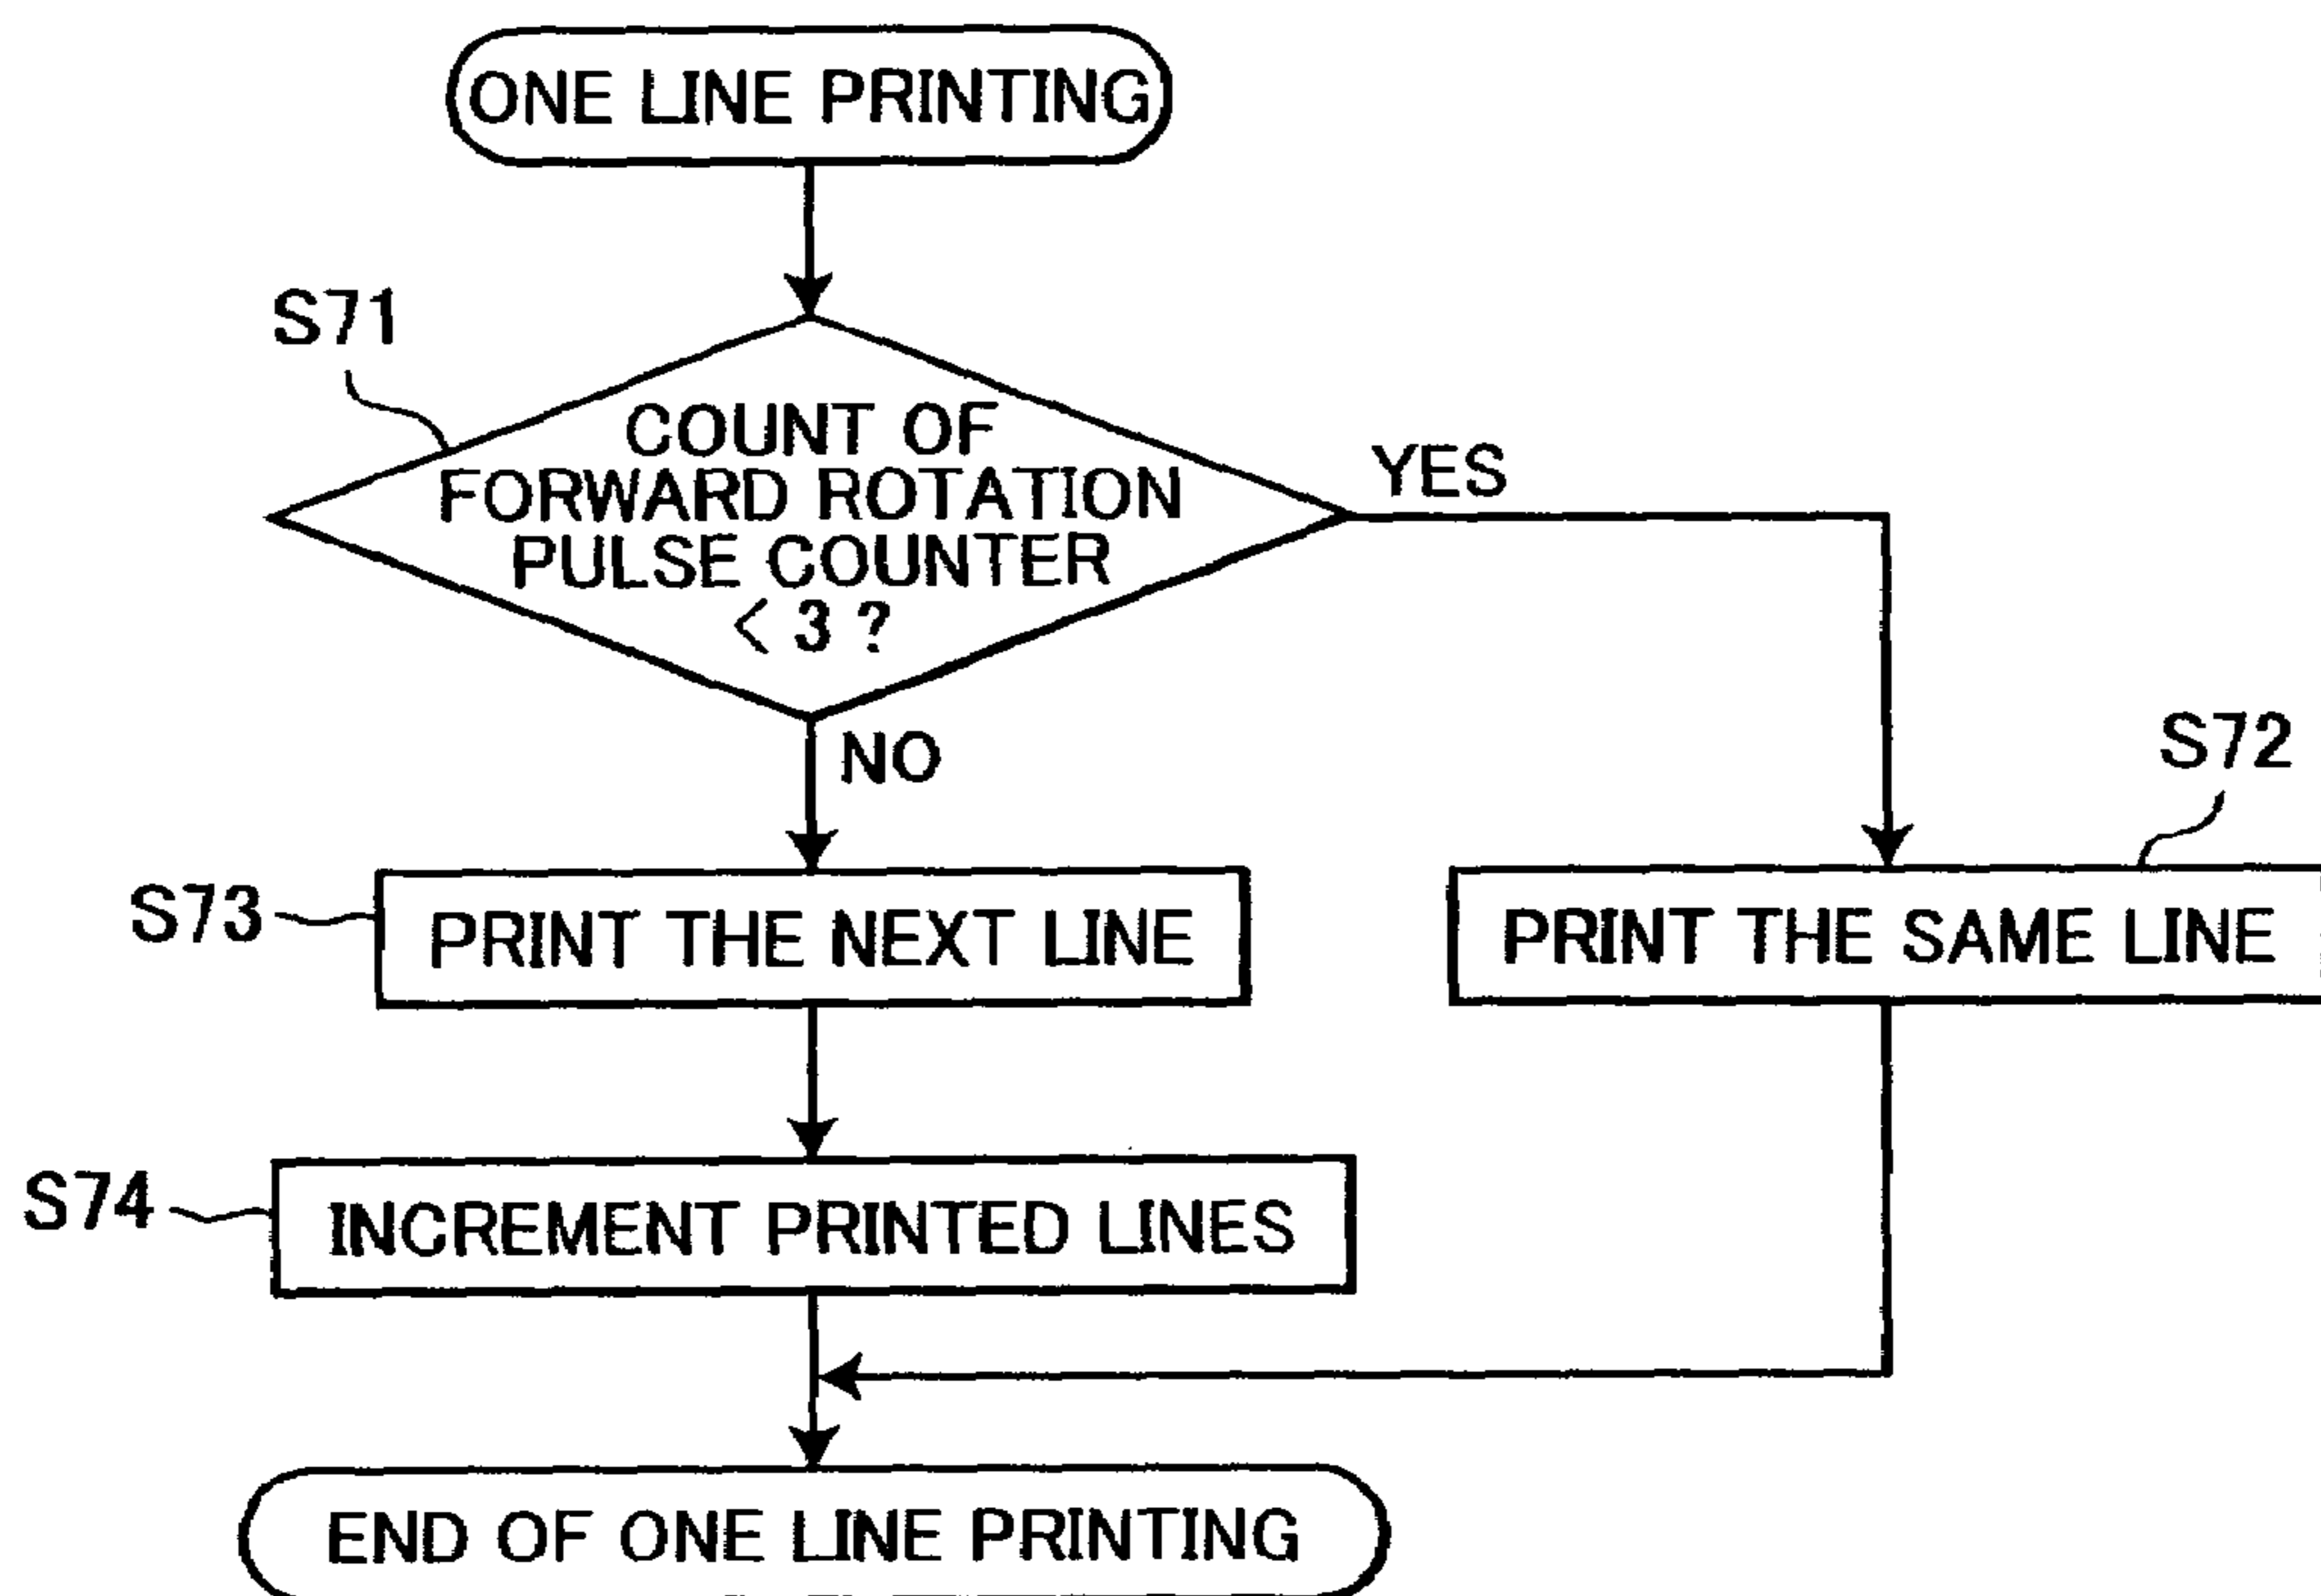 ONE LINE PRINTING
S71
COUNT OF
FORWARD ROTATION
PULSE COUNTER
< 3 ?
YES
NO
S72
S73
PRINT THE NEXT LINE
PRINT THE SAME LINE
S74
INCREMENT PRINTED LINES
END OF ONE LINE PRINTING